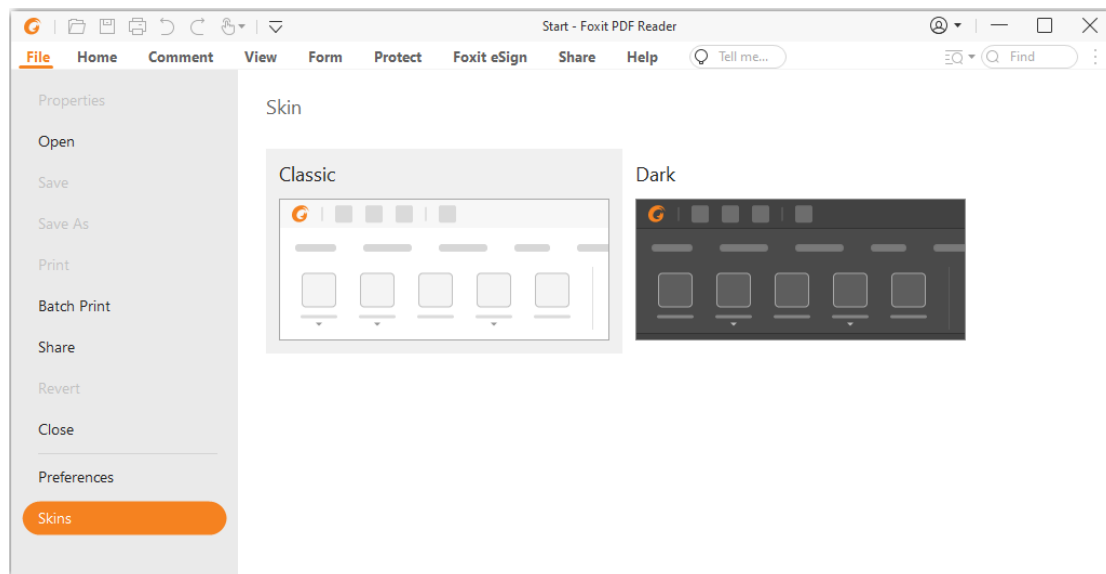 Start - Foxit PDF Reader
File Home Comment View Form Protect Foxit eSign Share Help Tell me... Find
Properties
Open
Save
Save As
Print
Batch Print
Share
Revert
Close
Preferences
Skins
Skin
Classic
Dark